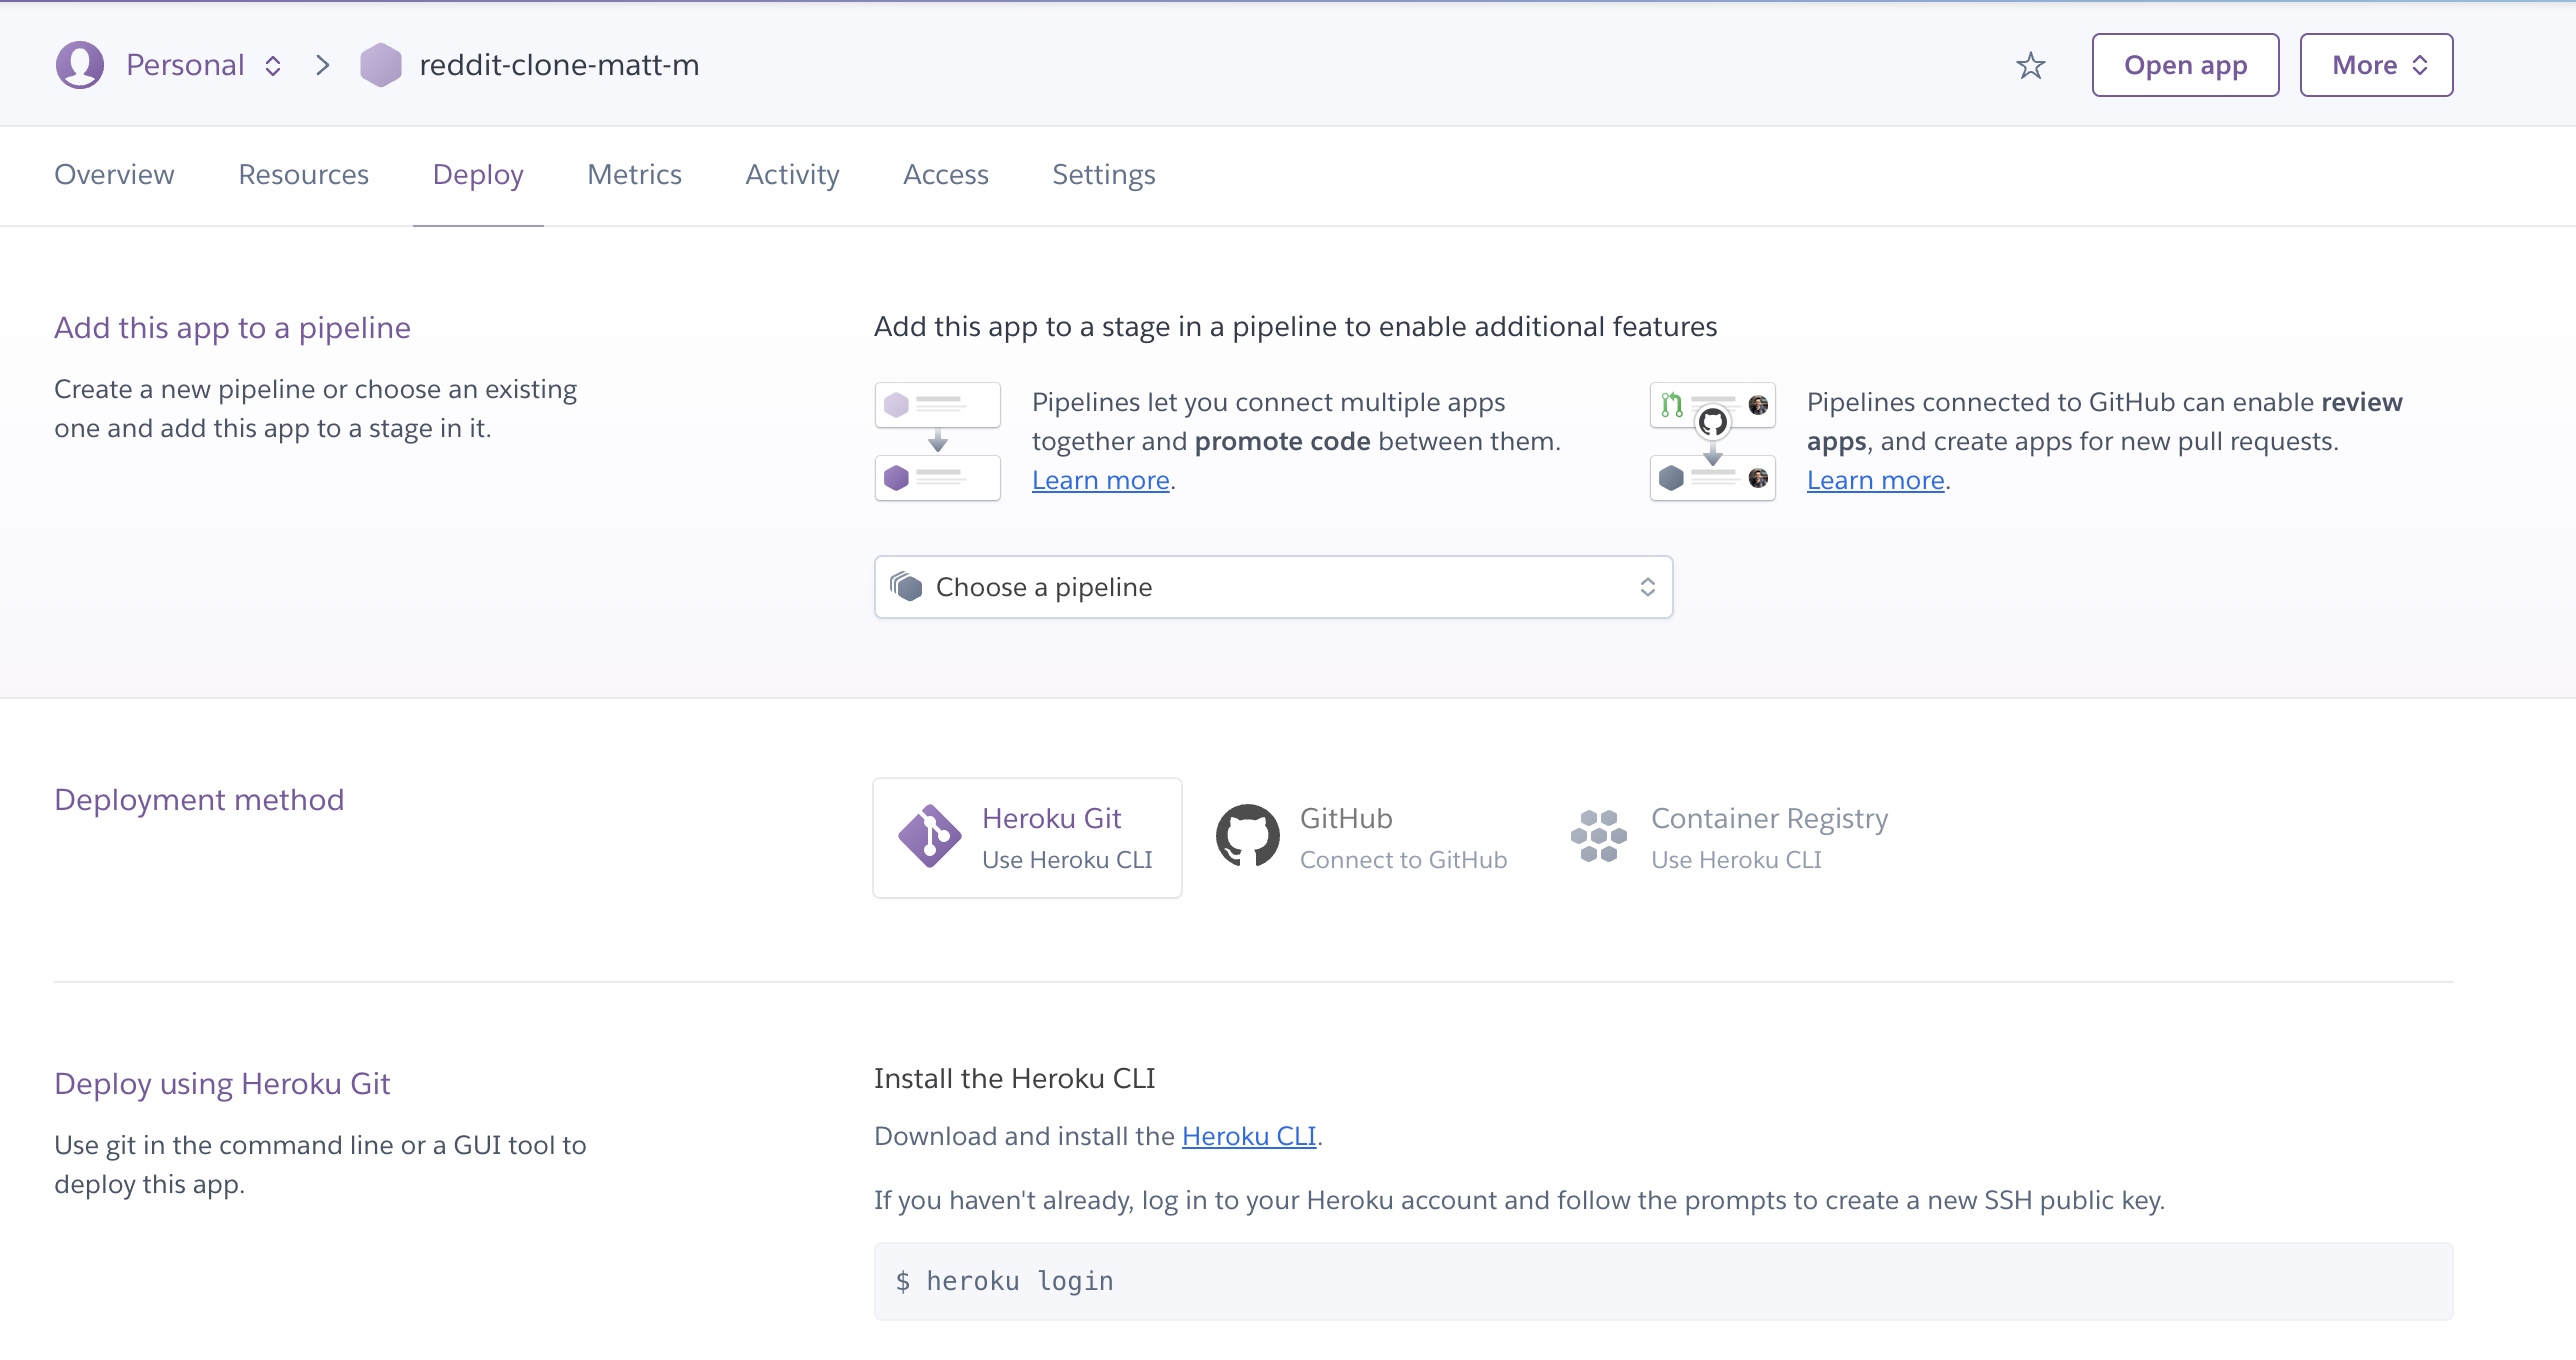 Personal
reddit-clone-matt-m
Open app
More
Overview
Resources
Deploy
Metrics
Activity
Access
Settings
Add this app to a pipeline
Create a new pipeline or choose an existing
one and add this app to a stage in it.
Add this app to a stage in a pipeline to enable additional features
Pipelines let you connect multiple apps
together and promote code between them.
Learn more.
Pipelines connected to GitHub can enable review
apps, and create apps for new pull requests.
Learn more.
Choose a pipeline
Deployment method
Heroku Git
Use Heroku CLI
GitHub
Connect to GitHub
Container Registry
Use Heroku CLI
Deploy using Heroku Git
Use git in the command line or a GUI tool to
deploy this app.
Install the Heroku CLI
Download and install the Heroku CLI.
If you haven't already, log in to your Heroku account and follow the prompts to create a new SSH public key.
$ heroku login